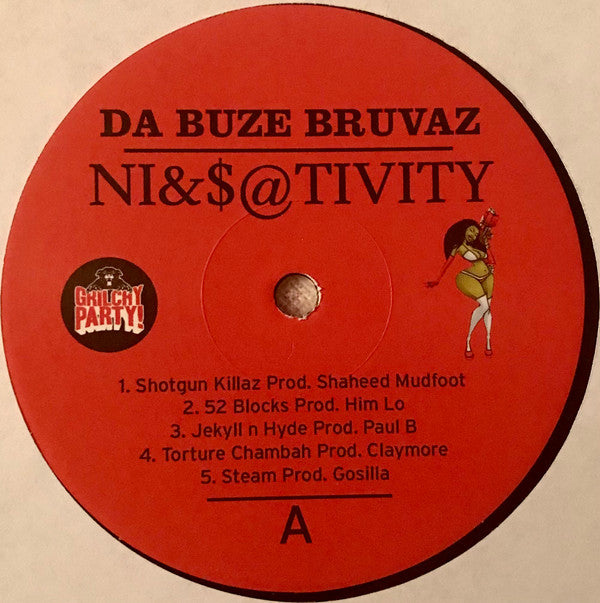 DA BUZE BRUVAZ
NI&$@TIVITY
GRILCHY
PARTY!
1. Shotgun Killaz Prod. Shaheed Mudfoot
2. 52 Blocks Prod. Him Lo
3. Jekyll n Hyde Prod. Paul B
4. Torture Chambah Prod. Claymore
5. Steam Prod. Gosilla
A